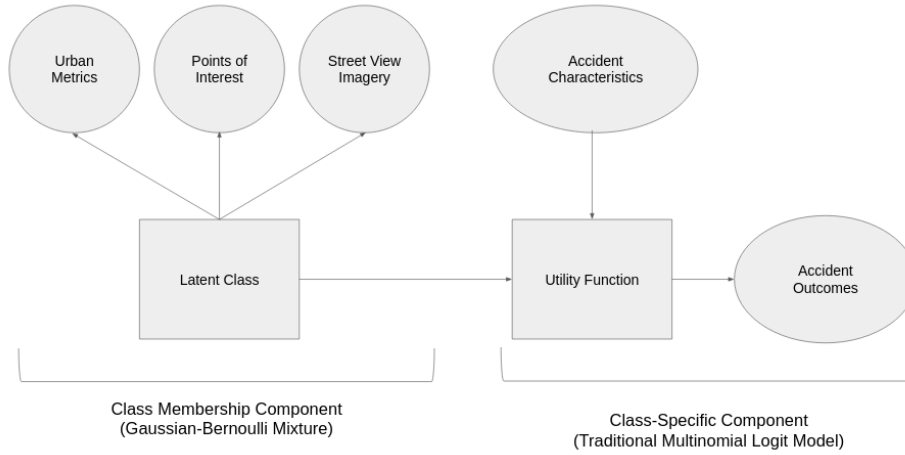 Urban
Metrics
Points of
Interest
Street View
Imagery
Accident
Characteristics
Latent Class
Utility Function
Accident
Outcomes
Class Membership Component
(Gaussian-Bernoulli Mixture)
Class-Specific Component
(Traditional Multinomial Logit Model)